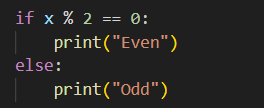 if x % 2 == 0:
    print("Even")
else:
    print("Odd")